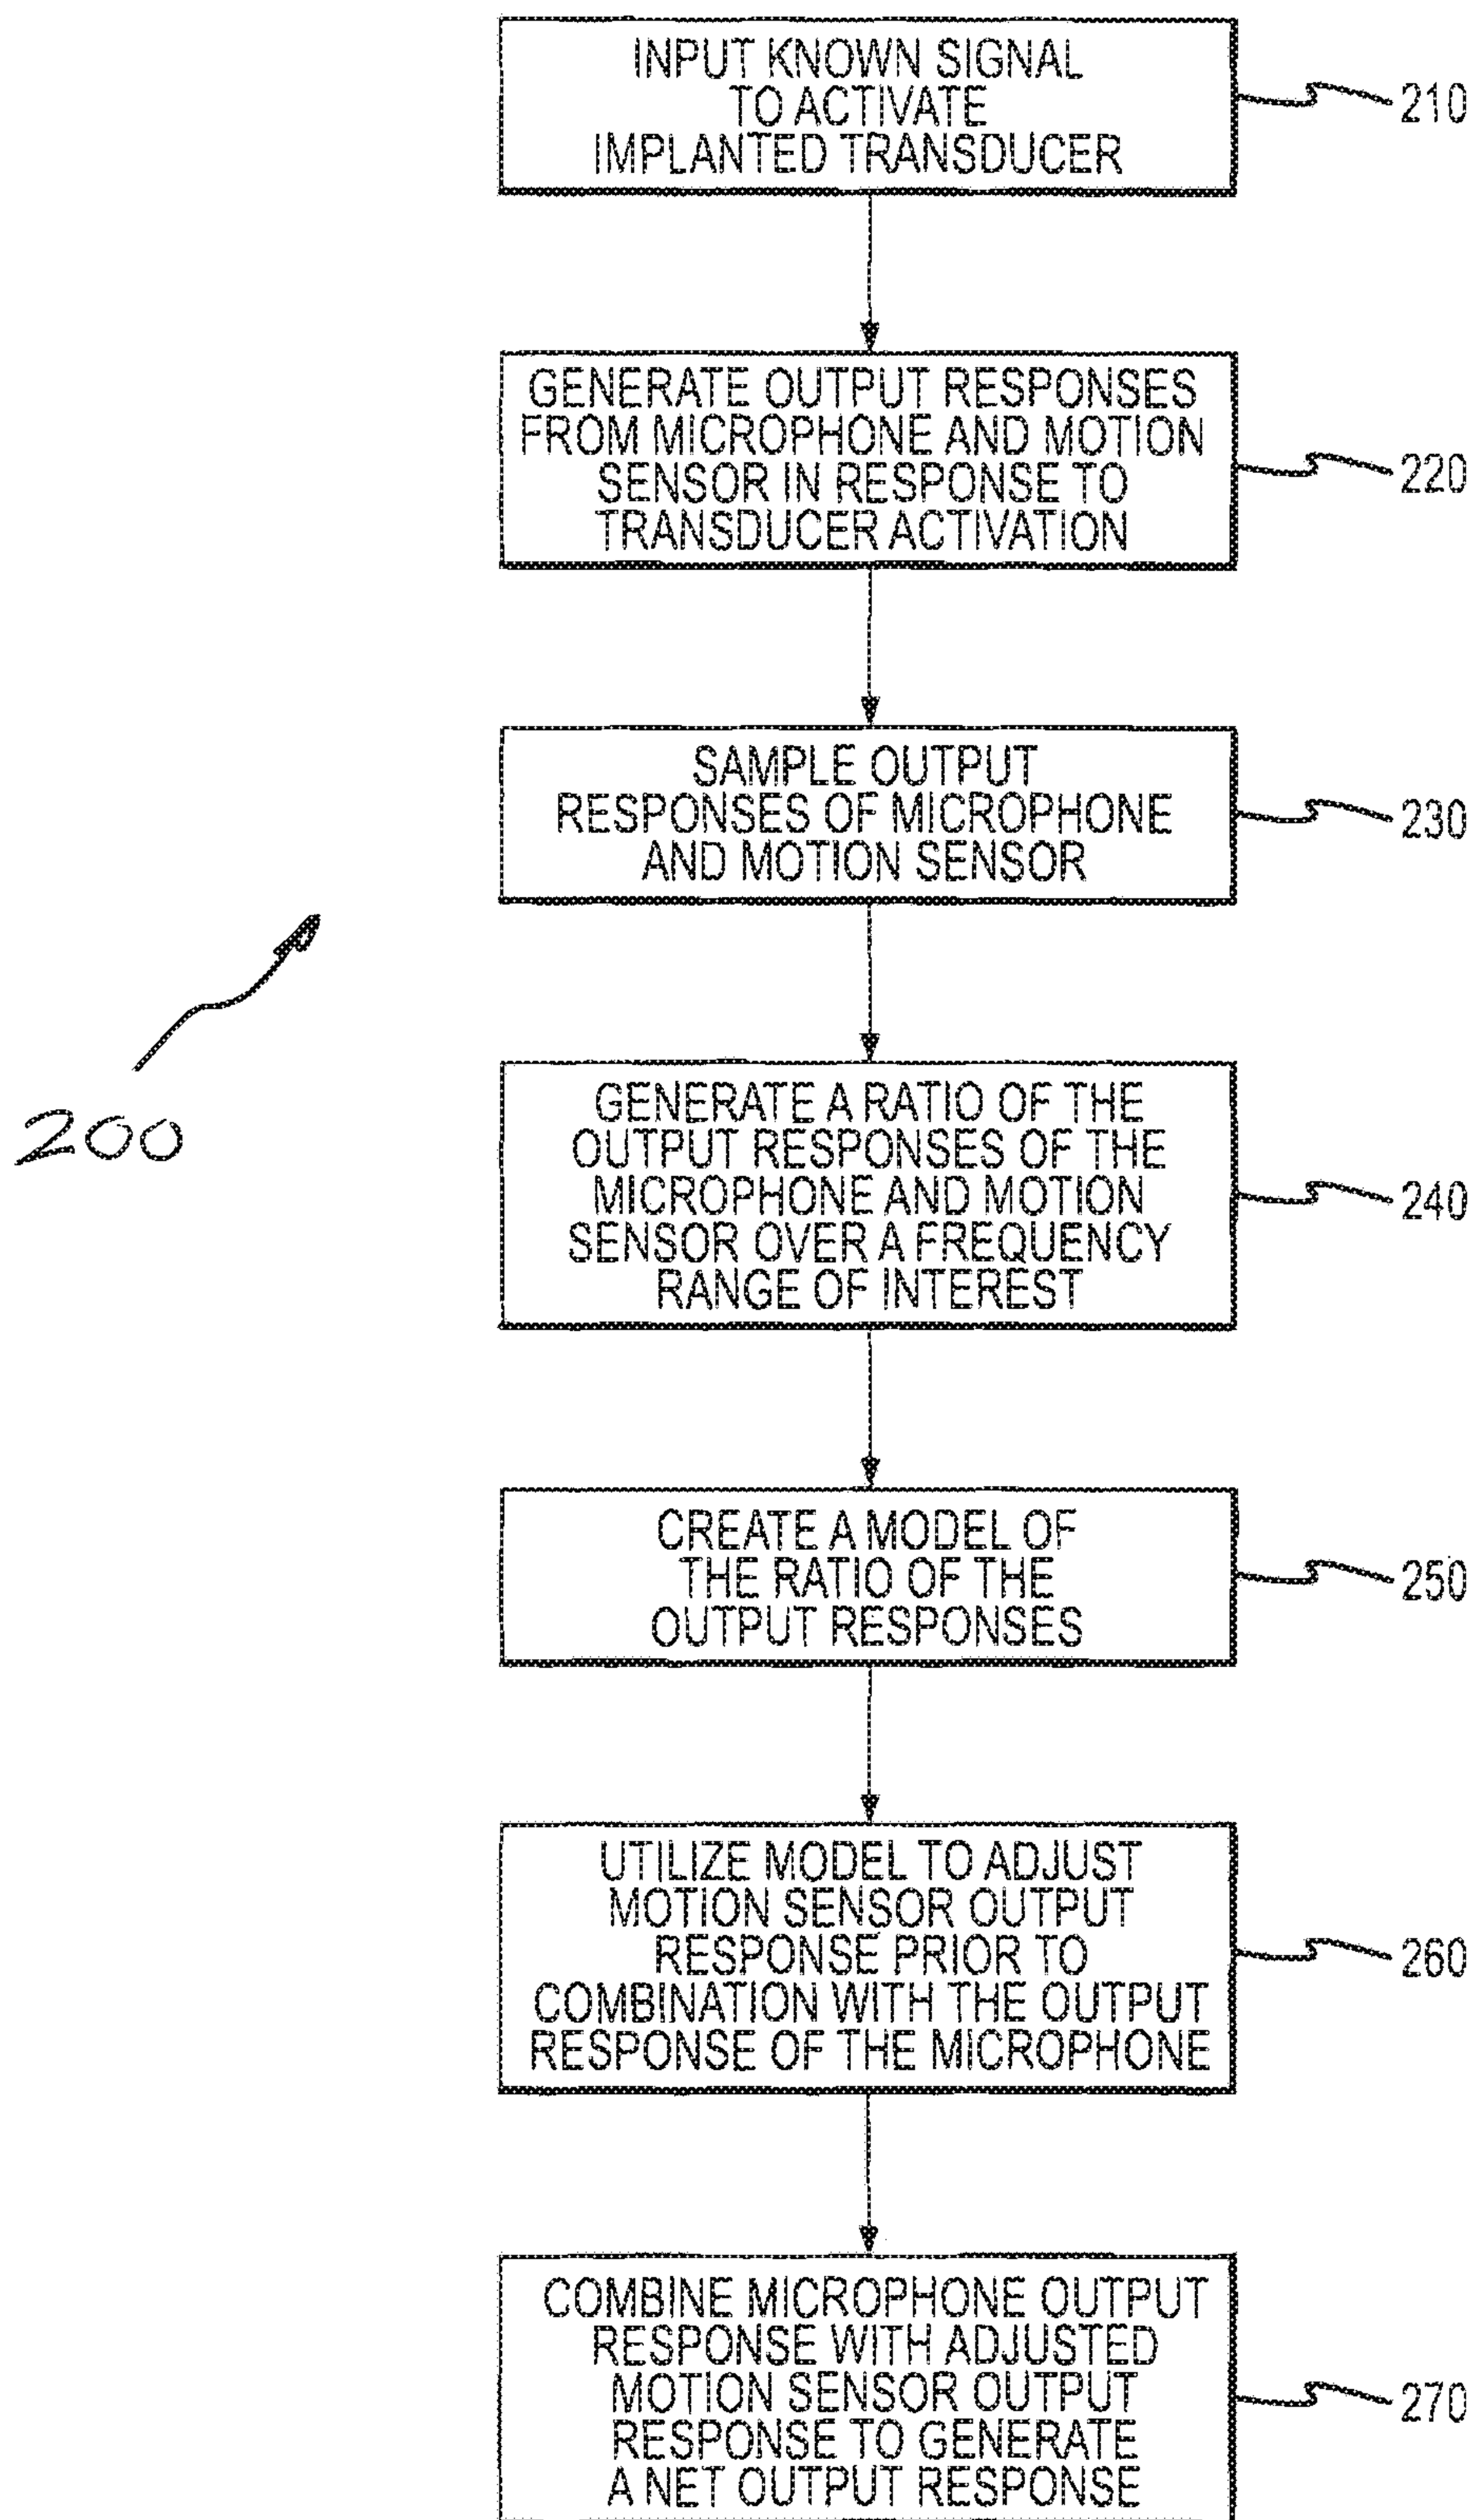 INPUT KNOWN SIGNAL
TO ACTIVATE
IMPLANTED TRANSDUCER
210
GENERATE OUTPUT RESPONSES
FROM MICROPHONE AND MOTION
SENSOR IN RESPONSE TO
TRANSDUCER ACTIVATION
220
SAMPLE OUTPUT
RESPONSES OF MICROPHONE
AND MOTION SENSOR
230
200
GENERATE A RATIO OF THE
OUTPUT RESPONSES OF THE
MICROPHONE AND MOTION
SENSOR OVER A FREQUENCY
RANGE OF INTEREST
240
CREATE A MODEL OF
THE RATIO OF THE
OUTPUT RESPONSES
250
UTILIZE MODEL TO ADJUST
MOTION SENSOR OUTPUT
RESPONSE PRIOR TO
COMBINATION WITH THE OUTPUT
RESPONSE OF THE MICROPHONE
260
COMBINE MICROPHONE OUTPUT
RESPONSE WITH ADJUSTED
MOTION SENSOR OUTPUT
RESPONSE TO GENERATE
A NET OUTPUT RESPONSE
270